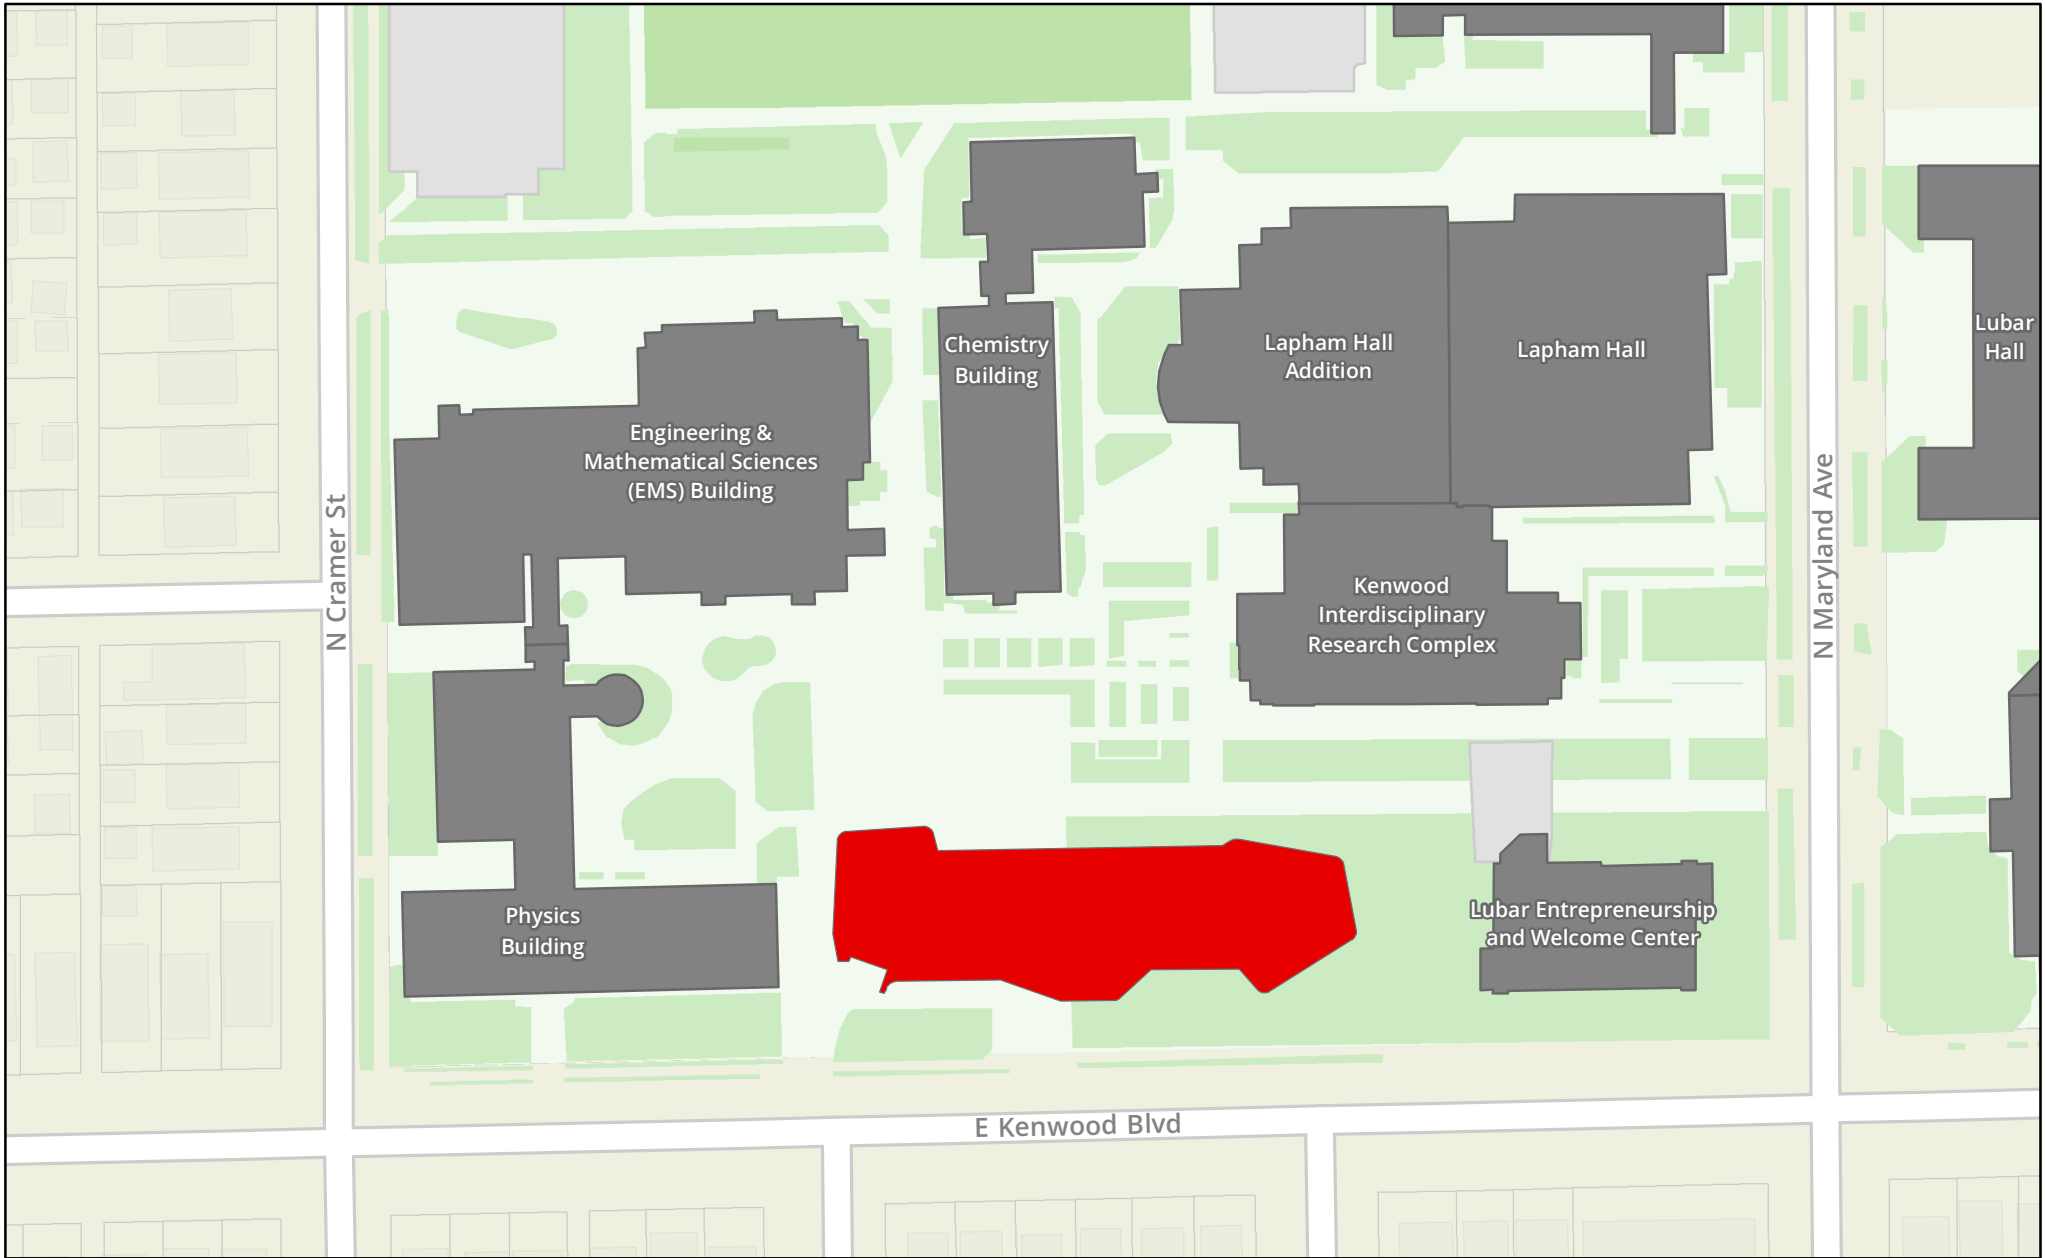 Lubar
Hall
Chemistry
Building
Lapham Hall
Addition
Lapham Hall
Engineering &
Mathematical Sciences
(EMS) Building
N Cramer St
N Maryland Ave
Kenwood
Interdisciplinary
Research Complex
Physics
Building
Lubar Entrepreneurship
and Welcome Center
E Kenwood Blvd